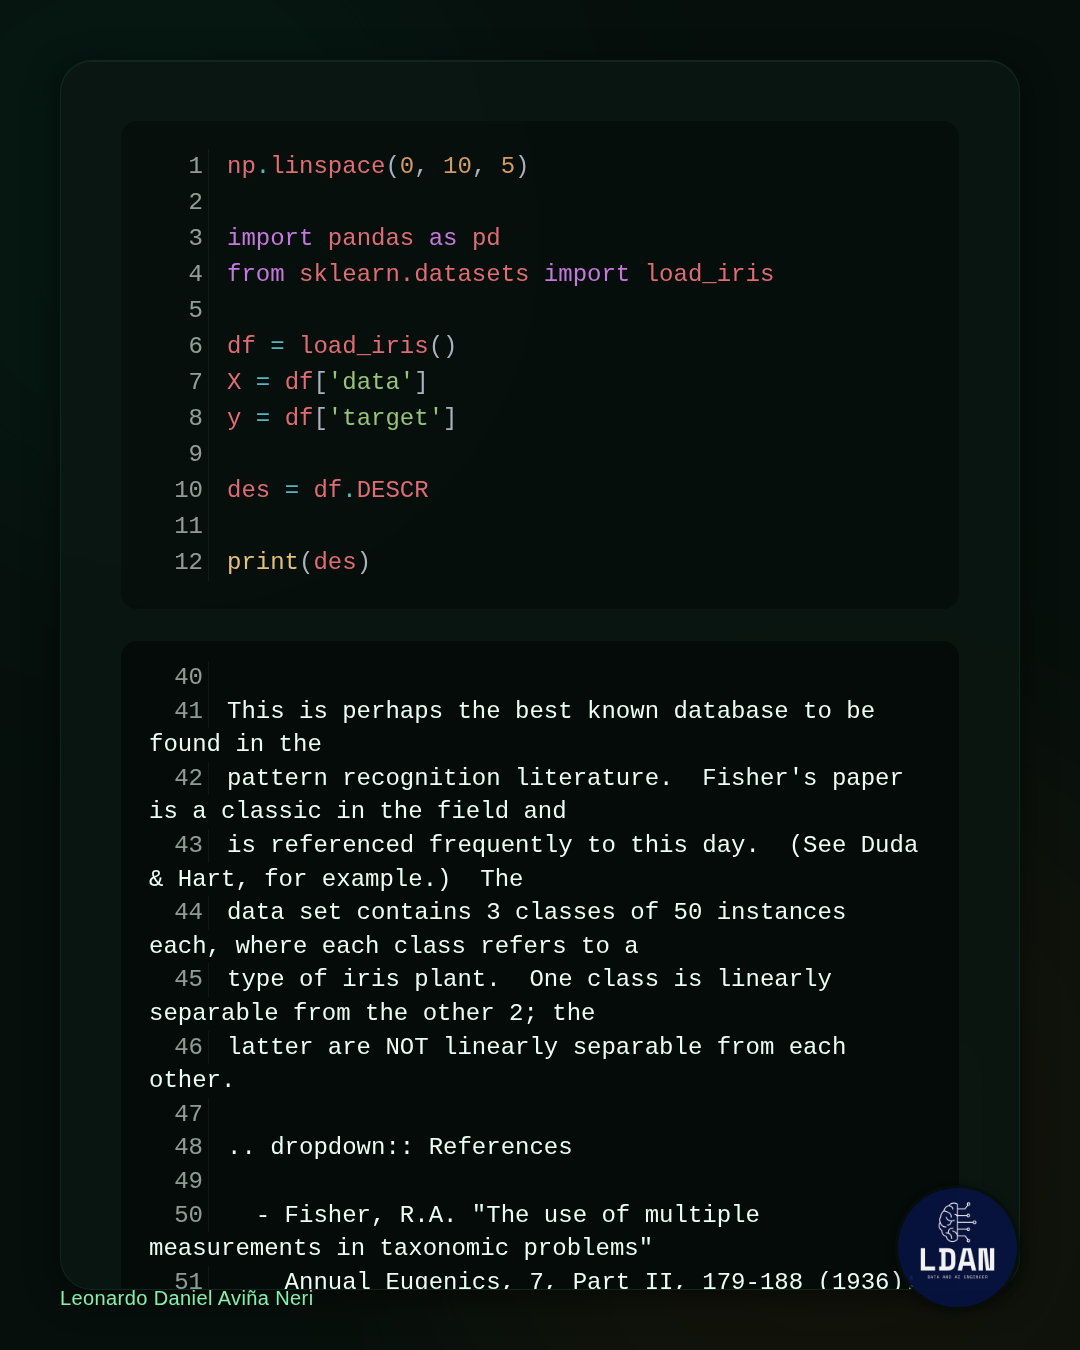 1 np.linspace(0, 10, 5)
2
3 import pandas as pd
4 from sklearn.datasets import load_iris
5
6 df = load_iris()
7 X = df['data']
8 y = df['target']
9
10 des = df.DESCR
11
12 print(des)
40
41 This is perhaps the best known database to be
found in the
42 pattern recognition literature.  Fisher's paper
is a classic in the field and
43 is referenced frequently to this day.  (See Duda
& Hart, for example.)  The
44 data set contains 3 classes of 50 instances
each, where each class refers to a
45 type of iris plant.  One class is linearly
separable from the other 2; the
46 latter are NOT linearly separable from each
other.
47
48 .. dropdown:: References
49
50   - Fisher, R.A. "The use of multiple
measurements in taxonomic problems"
51     Annual Eugenics, 7, Part II, 179-188 (1936)
LDAN
DATA AND AI ENGINEER
Leonardo Daniel Aviña Neri